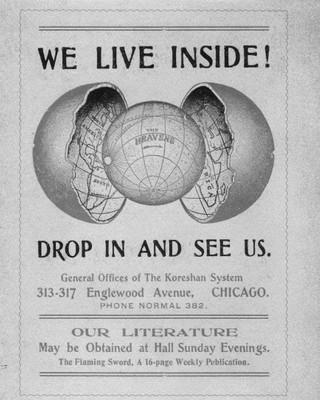 WE LIVE INSIDE!
THE
HEAVENS
DROP IN AND SEE US.
General Offices of The Koreshan System
313-317 Englewood Avenue, CHICAGO.
PHONE NORMAL 382.
OUR LITERATURE
May be Obtained at Hall Sunday Evenings.
The Flaming Sword, A 16-page Weekly Publication.